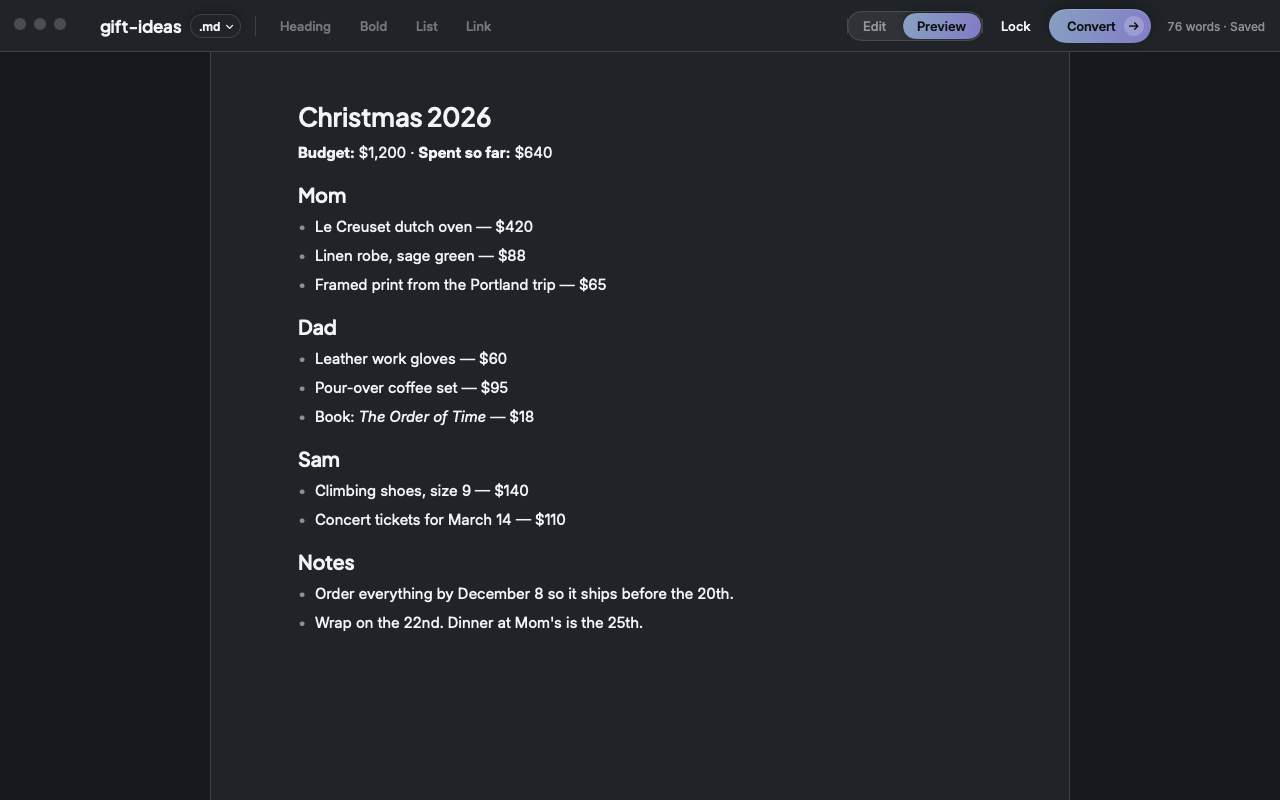 gift-ideas .md Heading Bold List Link Edit Preview Lock Convert 76 words · Saved
Christmas 2026
Budget: $1,200 · Spent so far: $640
Mom
• Le Creuset dutch oven — $420
• Linen robe, sage green — $88
• Framed print from the Portland trip — $65
Dad
• Leather work gloves — $60
• Pour-over coffee set — $95
• Book: The Order of Time — $18
Sam
• Climbing shoes, size 9 — $140
• Concert tickets for March 14 — $110
Notes
• Order everything by December 8 so it ships before the 20th.
• Wrap on the 22nd. Dinner at Mom's is the 25th.